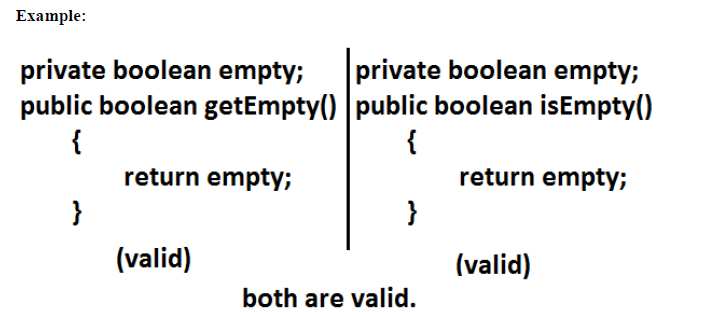 Example:
private boolean empty;
public boolean getEmpty()
{
return empty;
}
(valid)
private boolean empty;
public boolean isEmpty()
{
return empty;
}
(valid)
both are valid.